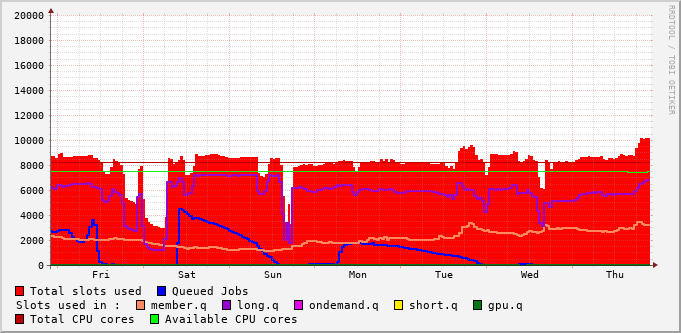 RRDTOOL / TOBI OETIKER
20000
18000
16000
14000
12000
10000
8000
6000
4000
2000
0
Fri Sat Sun Mon Tue Wed Thu
Total slots used Queued Jobs
Slots used in : member.q long.q ondemand.q short.q gpu.q
Total CPU cores Available CPU cores